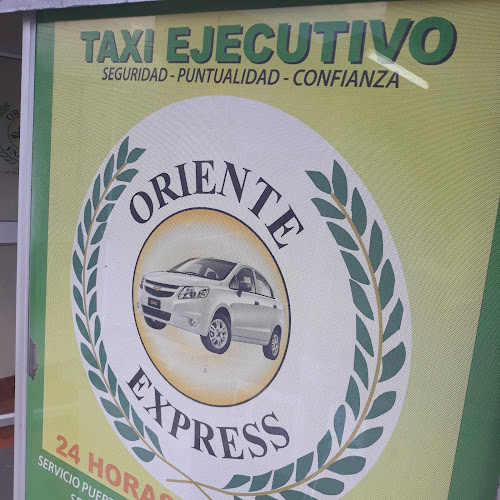 TAXI EJECUTIVO
SEGURIDAD - PUNTUALIDAD - CONFIANZA
ORIENTE
EXPRESS
24 HORAS
SERVICIO